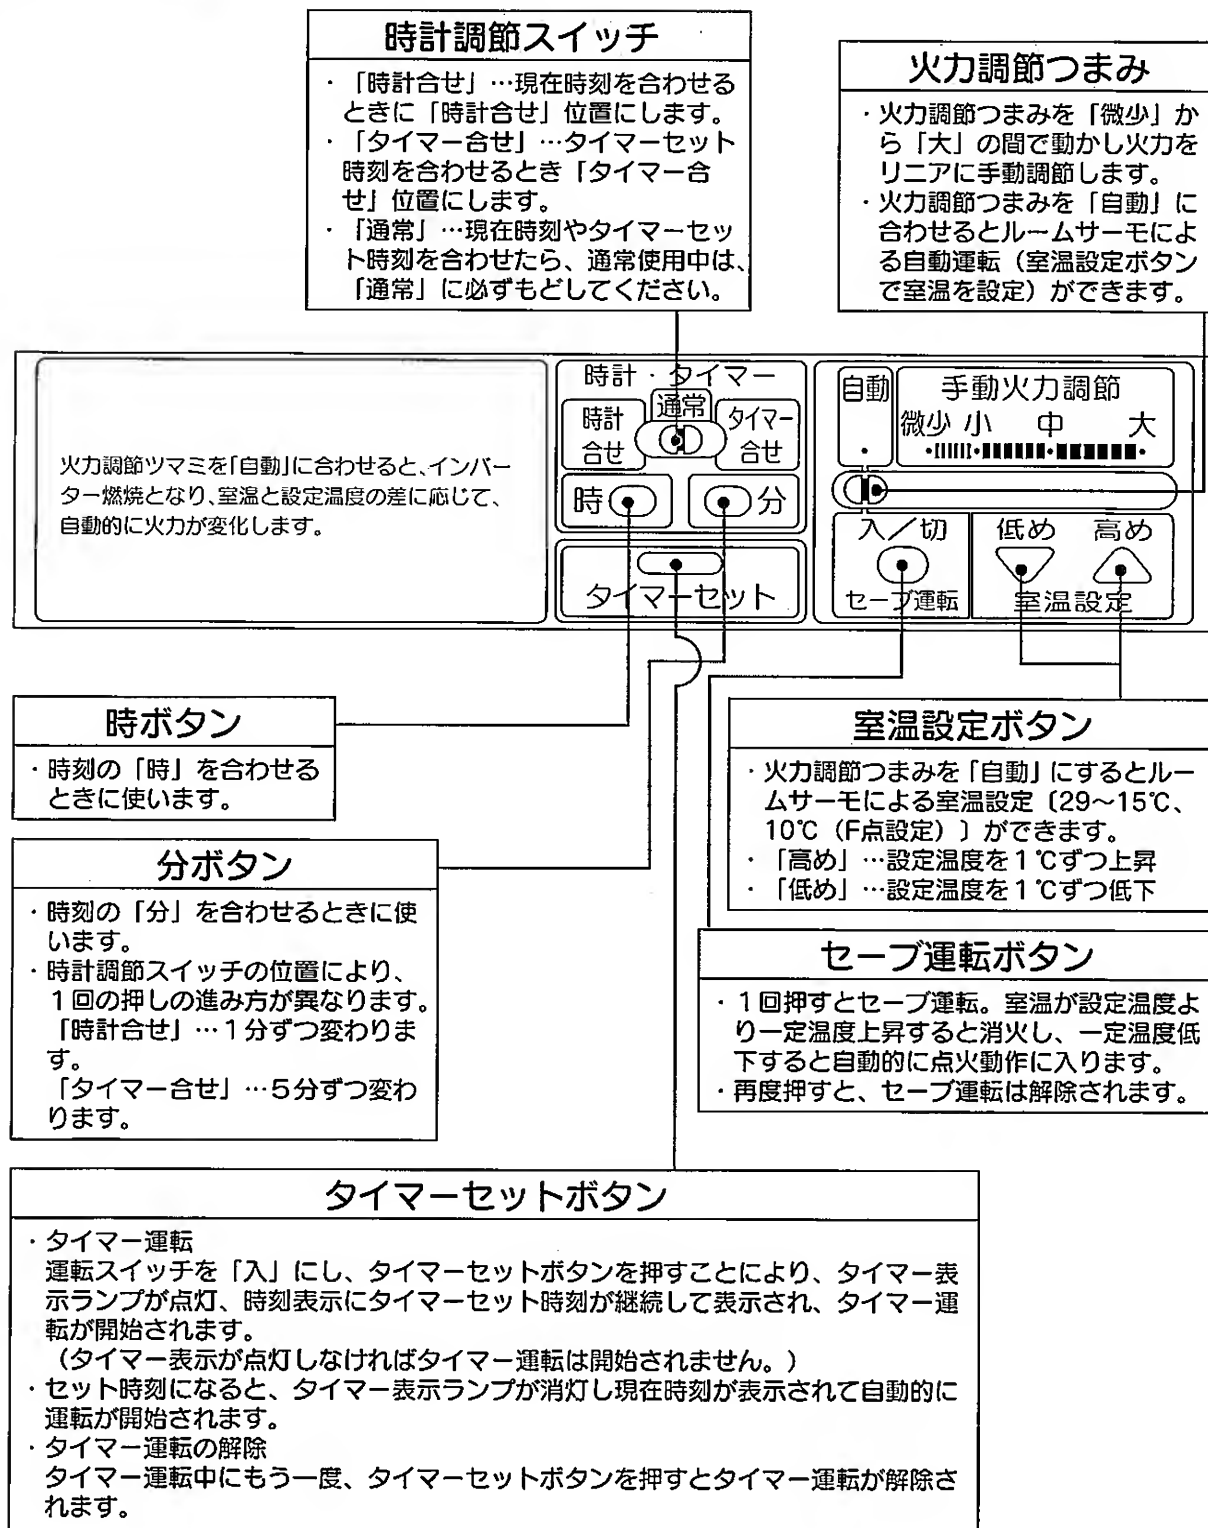 時計調節スイッチ
・「時計合せ」…現在時刻を合わせる
ときに「時計合せ」位置にします。
・「タイマー合せ」…タイマーセット
時刻を合わせるとき「タイマー合
せ」位置にします。
・「通常」…現在時刻やタイマーセッ
ト時刻を合わせたら、通常使用中は、
「通常」に必ずもどしてください。
火力調節つまみ
・火力調節つまみを「微少」か
ら「大」の間で動かし火力を
リニアに手動調節します。
・火力調節つまみを「自動」に
合わせるとルームサーモによ
る自動運転（室温設定ボタン
で室温を設定）ができます。
火力調節ツマミを「自動」に合わせると、インバー
ター燃焼となり、室温と設定温度の差に応じて、
自動的に火力が変化します。
時計・タイマー
時計
合せ
通常
タイマー
合せ
時
分
タイマーセット
自動
手動火力調節
微少 小 中 大
入／切
セーブ運転
低め 高め
室温設定
時ボタン
・時刻の「時」を合わせる
ときに使います。
分ボタン
・時刻の「分」を合わせるときに使
います。
・時計調節スイッチの位置により、
１回の押しの進み方が異なります。
「時計合せ」…１分ずつ変わりま
す。
「タイマー合せ」…５分ずつ変わ
ります。
室温設定ボタン
・火力調節つまみを「自動」にするとルー
ムサーモによる室温設定〔29～15℃、
10℃（F点設定）〕ができます。
・「高め」…設定温度を１℃ずつ上昇
・「低め」…設定温度を１℃ずつ低下
セーブ運転ボタン
・１回押すとセーブ運転。室温が設定温度よ
り一定温度上昇すると消火し、一定温度低
下すると自動的に点火動作に入ります。
・再度押すと、セーブ運転は解除されます。
タイマーセットボタン
・タイマー運転
運転スイッチを「入」にし、タイマーセットボタンを押すことにより、タイマー表
示ランプが点灯、時刻表示にタイマーセット時刻が継続して表示され、タイマー運
転が開始されます。
（タイマー表示が点灯しなければタイマー運転は開始されません。）
・セット時刻になると、タイマー表示ランプが消灯し現在時刻が表示されて自動的に
運転が開始されます。
・タイマー運転の解除
タイマー運転中にもう一度、タイマーセットボタンを押すとタイマー運転が解除さ
れます。